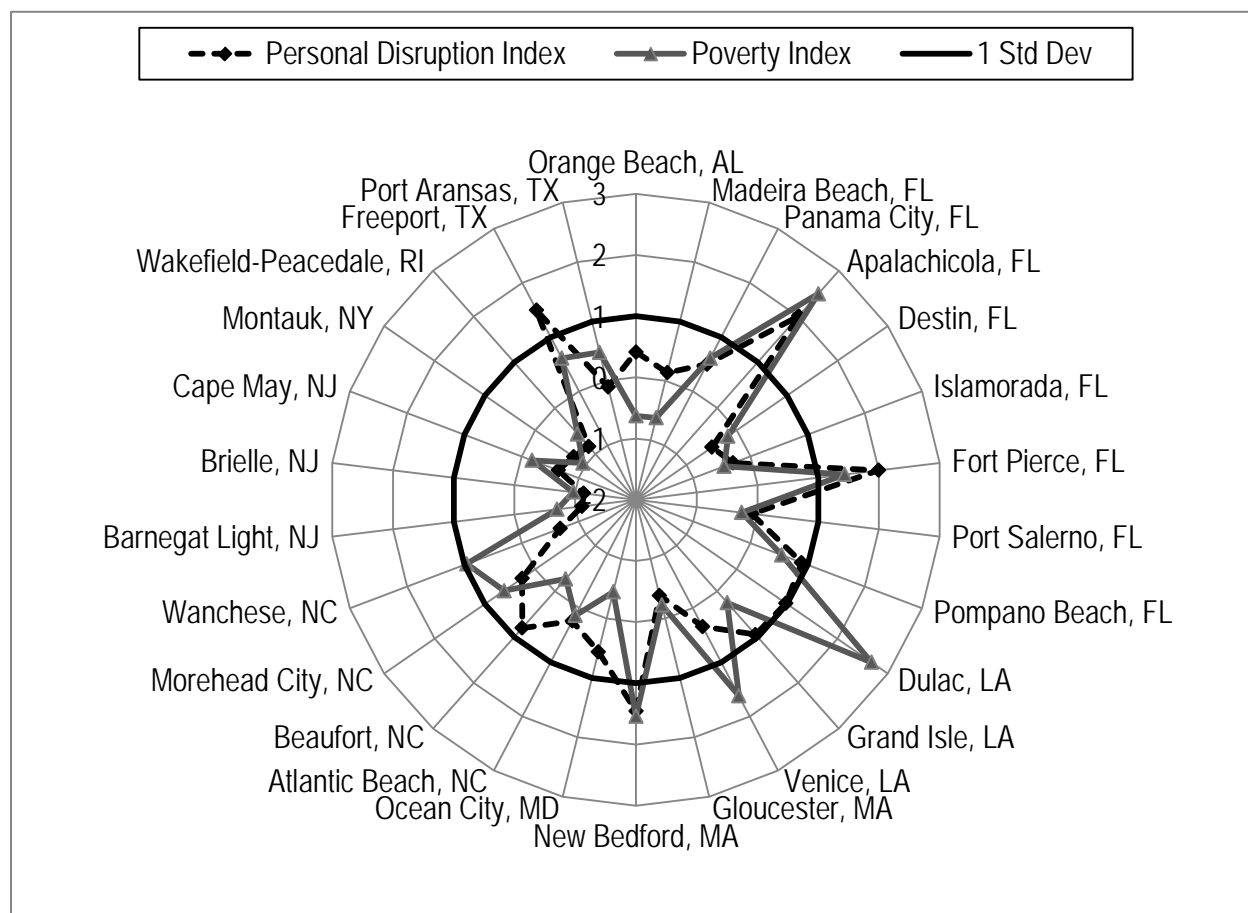 Personal Disruption Index
Poverty Index
1 Std Dev
Orange Beach, AL
Madeira Beach, FL
Panama City, FL
Apalachicola, FL
Destin, FL
Islamorada, FL
Fort Pierce, FL
Port Salerno, FL
Pompano Beach, FL
Dulac, LA
Grand Isle, LA
Venice, LA
Gloucester, MA
New Bedford, MA
Ocean City, MD
Atlantic Beach, NC
Beaufort, NC
Morehead City, NC
Wanchese, NC
Barnegat Light, NJ
Brielle, NJ
Cape May, NJ
Montauk, NY
Wakefield-Peacedale, RI
Freeport, TX
Port Aransas, TX
3
2
1
0
1
-2